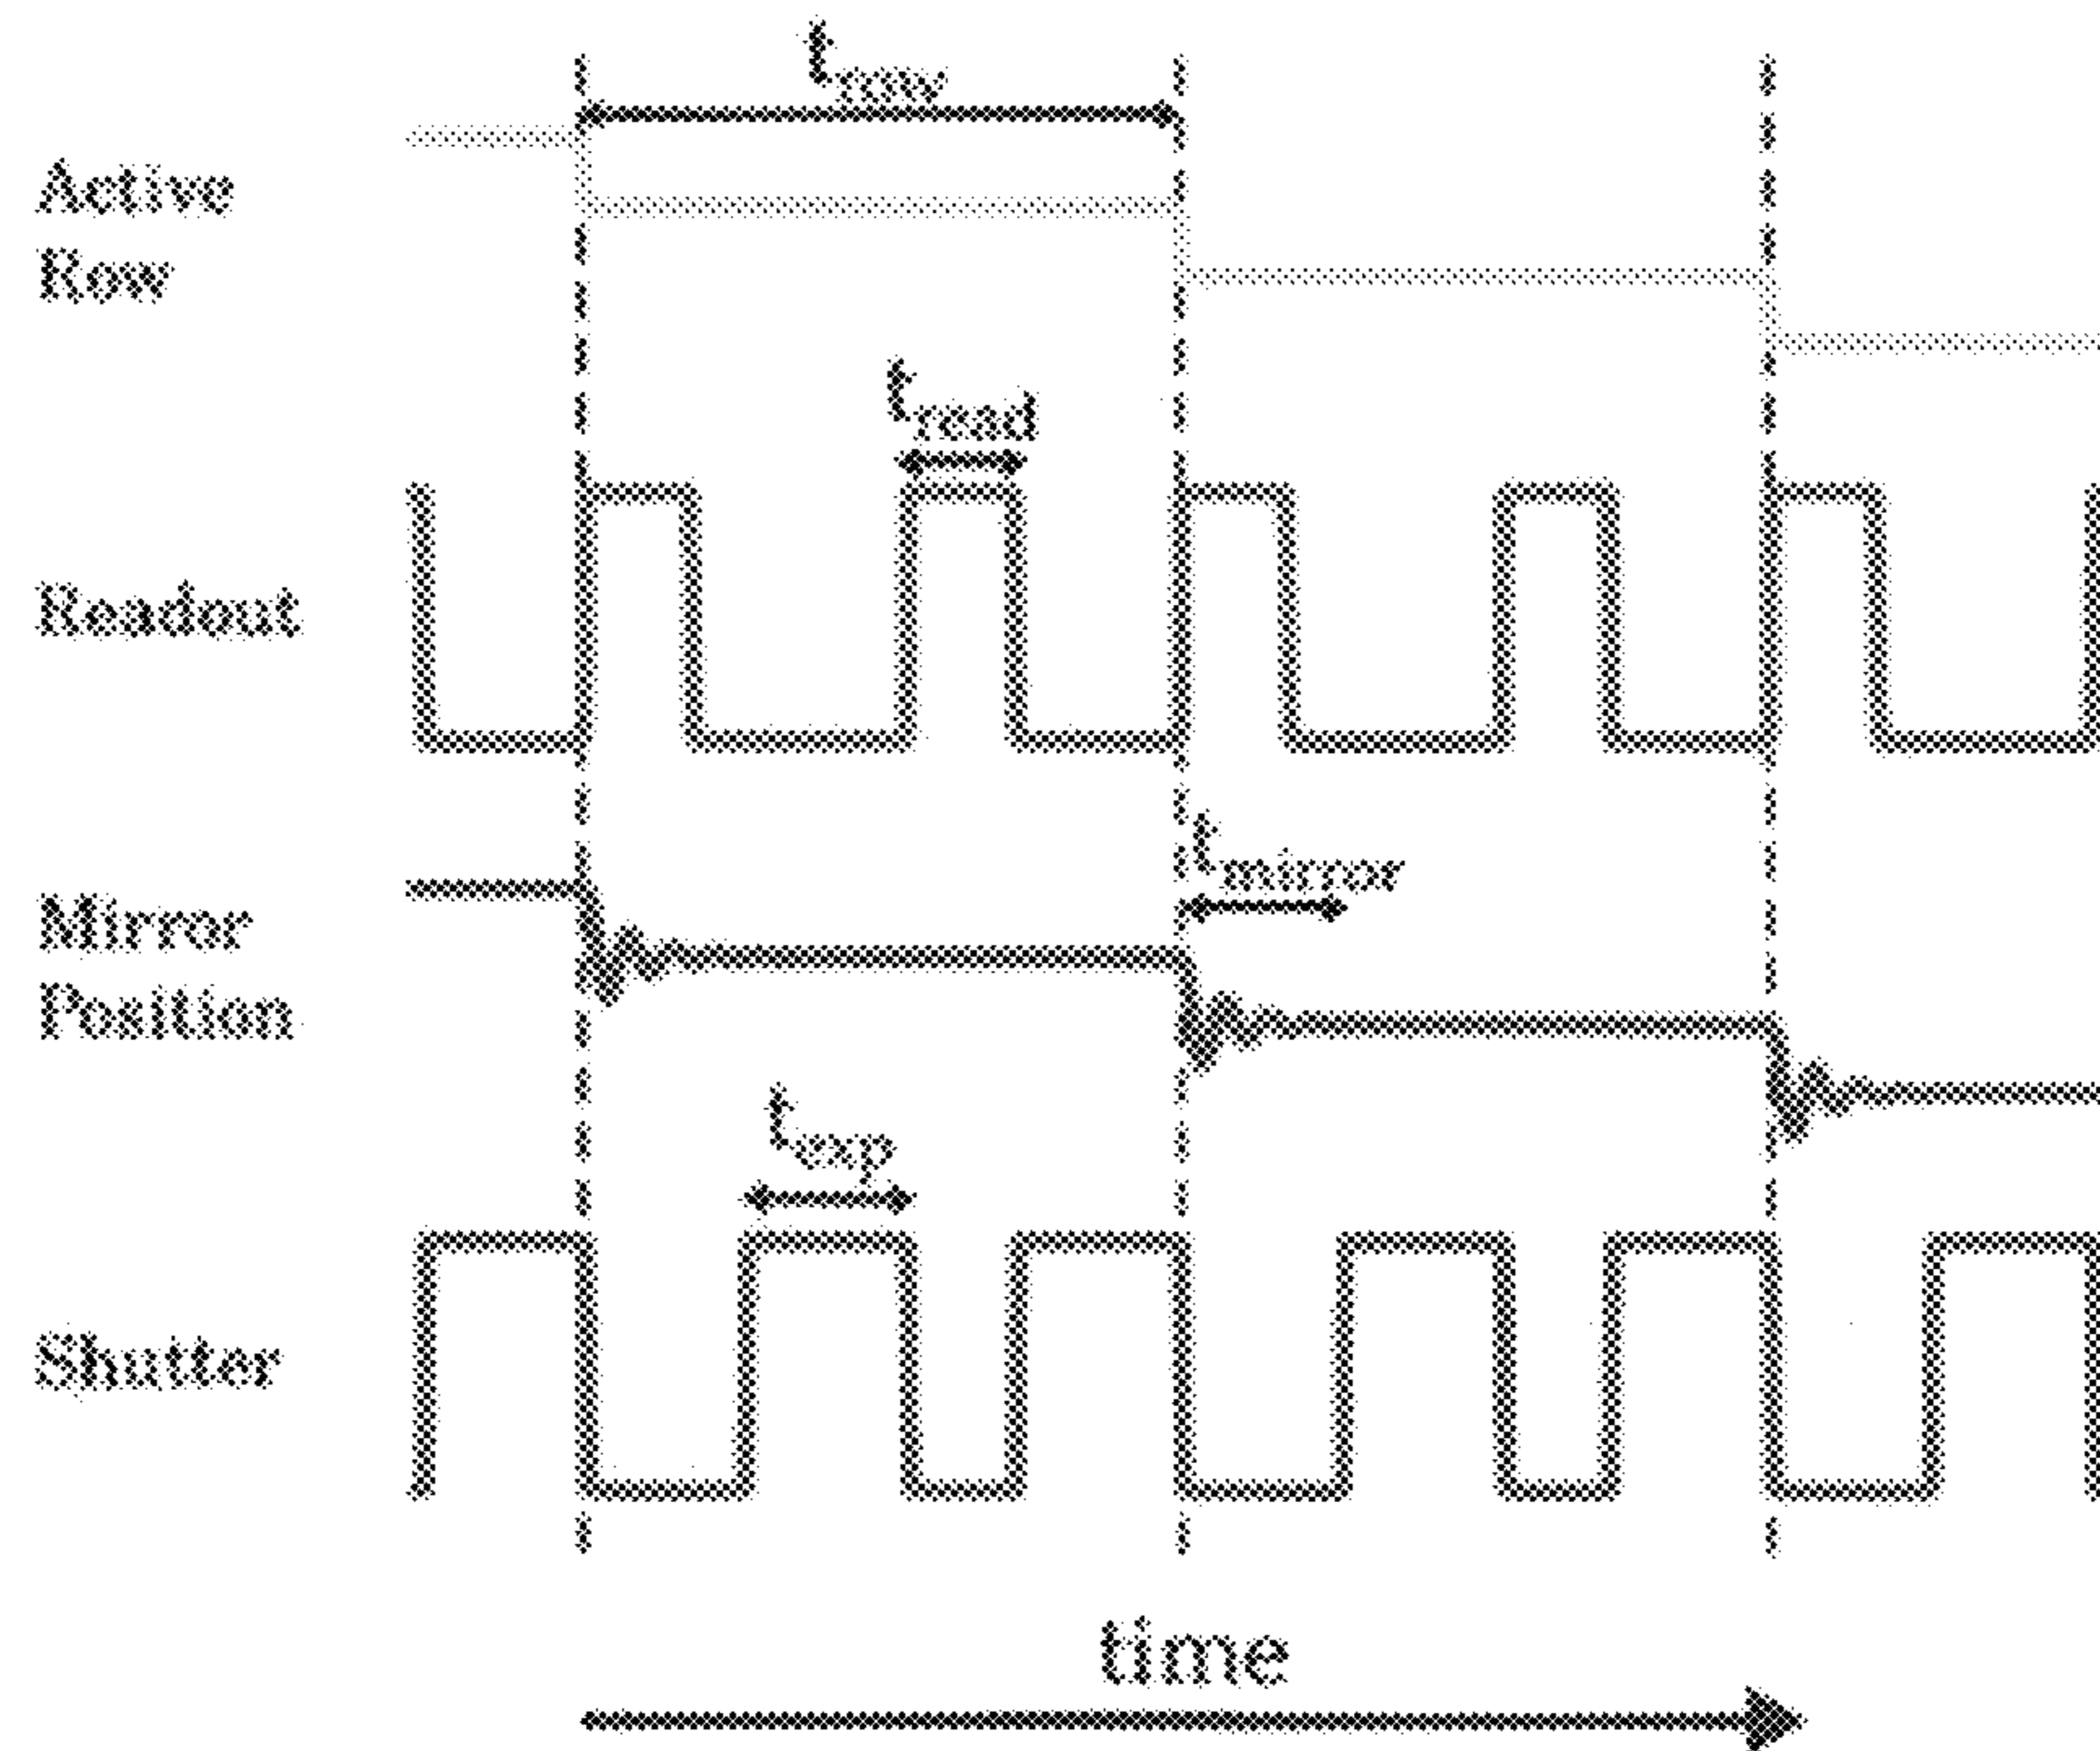 t_row
Active
Row
t_read
Readout
t_mirror
Mirror
Position
t_exp
Shutter
time